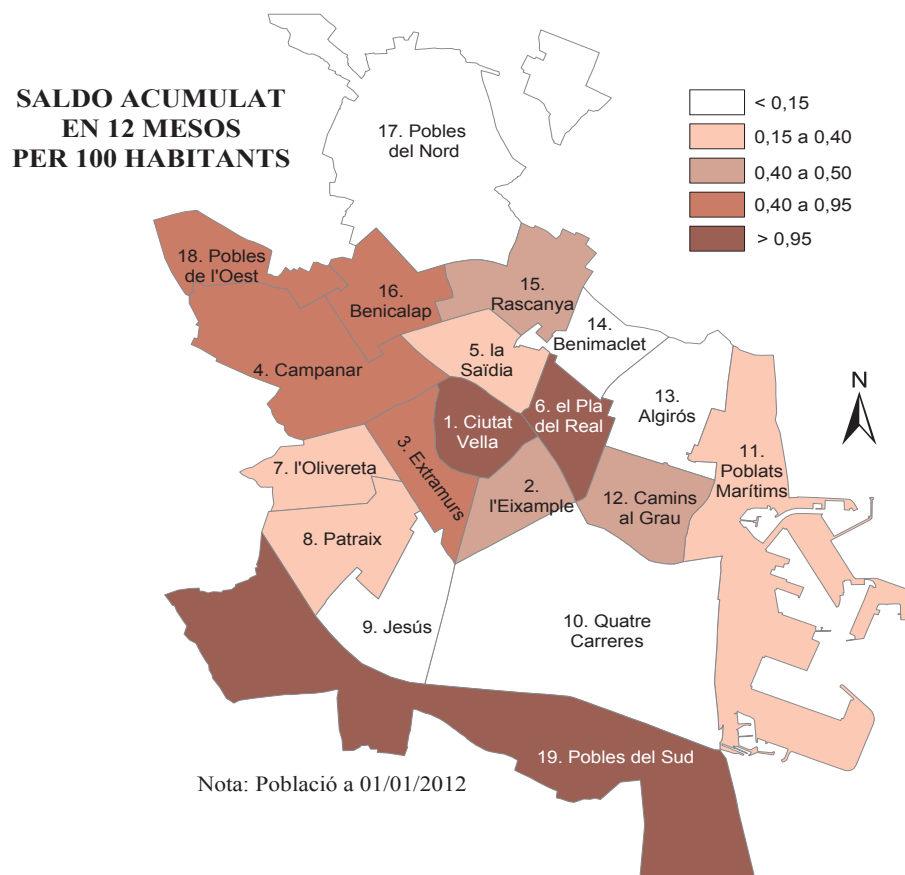 SALDO ACUMULAT
EN 12 MESOS
PER 100 HABITANTS
< 0,15
0,15 a 0,40
0,40 a 0,50
0,40 a 0,95
> 0,95
17. Pobles
del Nord
18. Pobles
de l'Oest
16.
Benicalap
15.
Rascanya
14.
Benimaclet
5. la
Saïdia
4. Campanar
13.
Algirós
6. el Pla
del Real
1. Ciutat
Vella
3. Extramurs
N
11.
Poblats
Marítims
7. l'Olivereta
2.
l'Eixample
12. Camins
al Grau
8. Patraix
9. Jesús
10. Quatre
Carreres
19. Pobles del Sud
Nota: Població a 01/01/2012